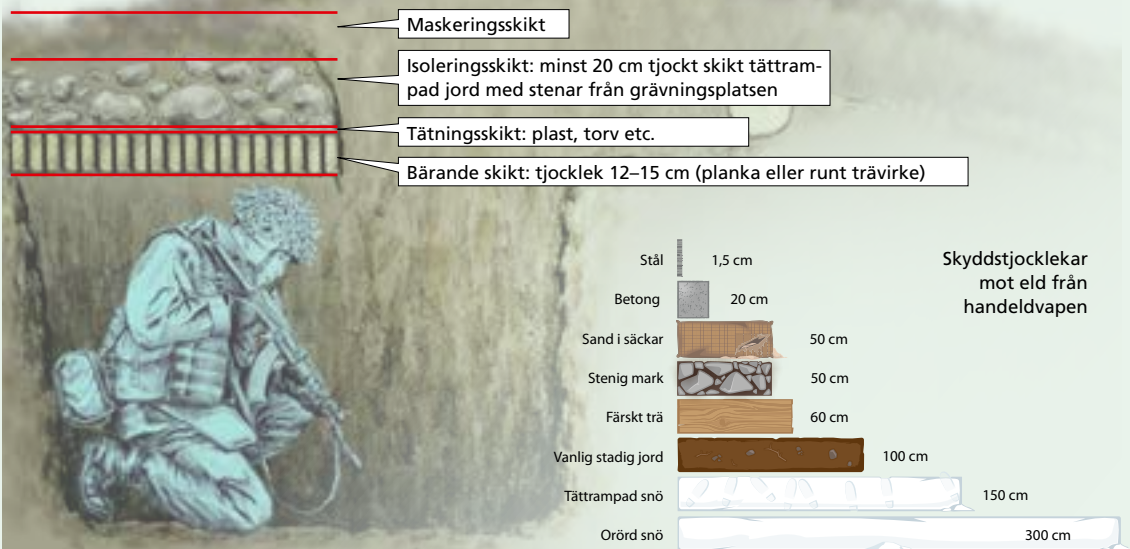 Maskeringsskikt
Isoleringsskikt: minst 20 cm tjockt skikt tättram-
pad jord med stenar från grävningsplatsen
Tätningsskikt: plast, torv etc.
Bärande skikt: tjocklek 12–15 cm (planka eller runt trävirke)
Skyddstjocklekar
mot eld från
handeldvapen
Stål 1,5 cm
Betong 20 cm
Sand i säckar 50 cm
Stenig mark 50 cm
Färskt trä 60 cm
Vanlig stadig jord 100 cm
Tättrampad snö 150 cm
Orörd snö 300 cm